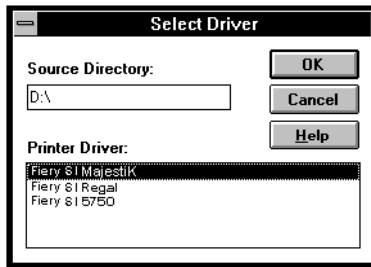 Select Driver
Source Directory:
OK
D:\
Cancel
Help
Printer Driver:
Fiery SI MajestiK
Fiery SI Regal
Fiery SI 5750